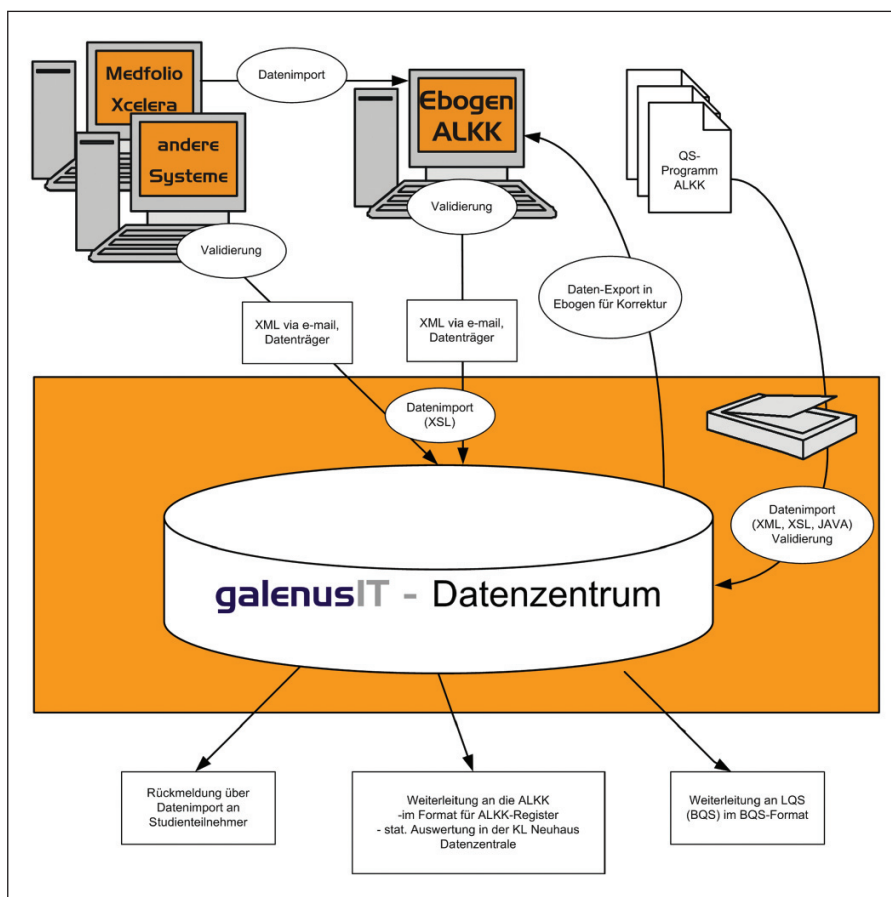 Medfolio
Xcelera
Datenimport
Ebogen
ALKK
andere
Systeme
QS-
Programm
ALKK
Validierung
Validierung
Daten-Export in
Ebogen für Korrektur
XML via e-mail,
Datenträger
XML via e-mail,
Datenträger
Datenimport
(XSL)
Datenimport
(XML, XSL, JAVA)
Validierung
galenusIT - Datenzentrum
Rückmeldung über
Datenimport an
Studienteilnehmer
Weiterleitung an die ALKK
-im Format für ALKK-Register
- stat. Auswertung in der KL Neuhaus
Datenzentrale
Weiterleitung an LQS
(BQS) im BQS-Format